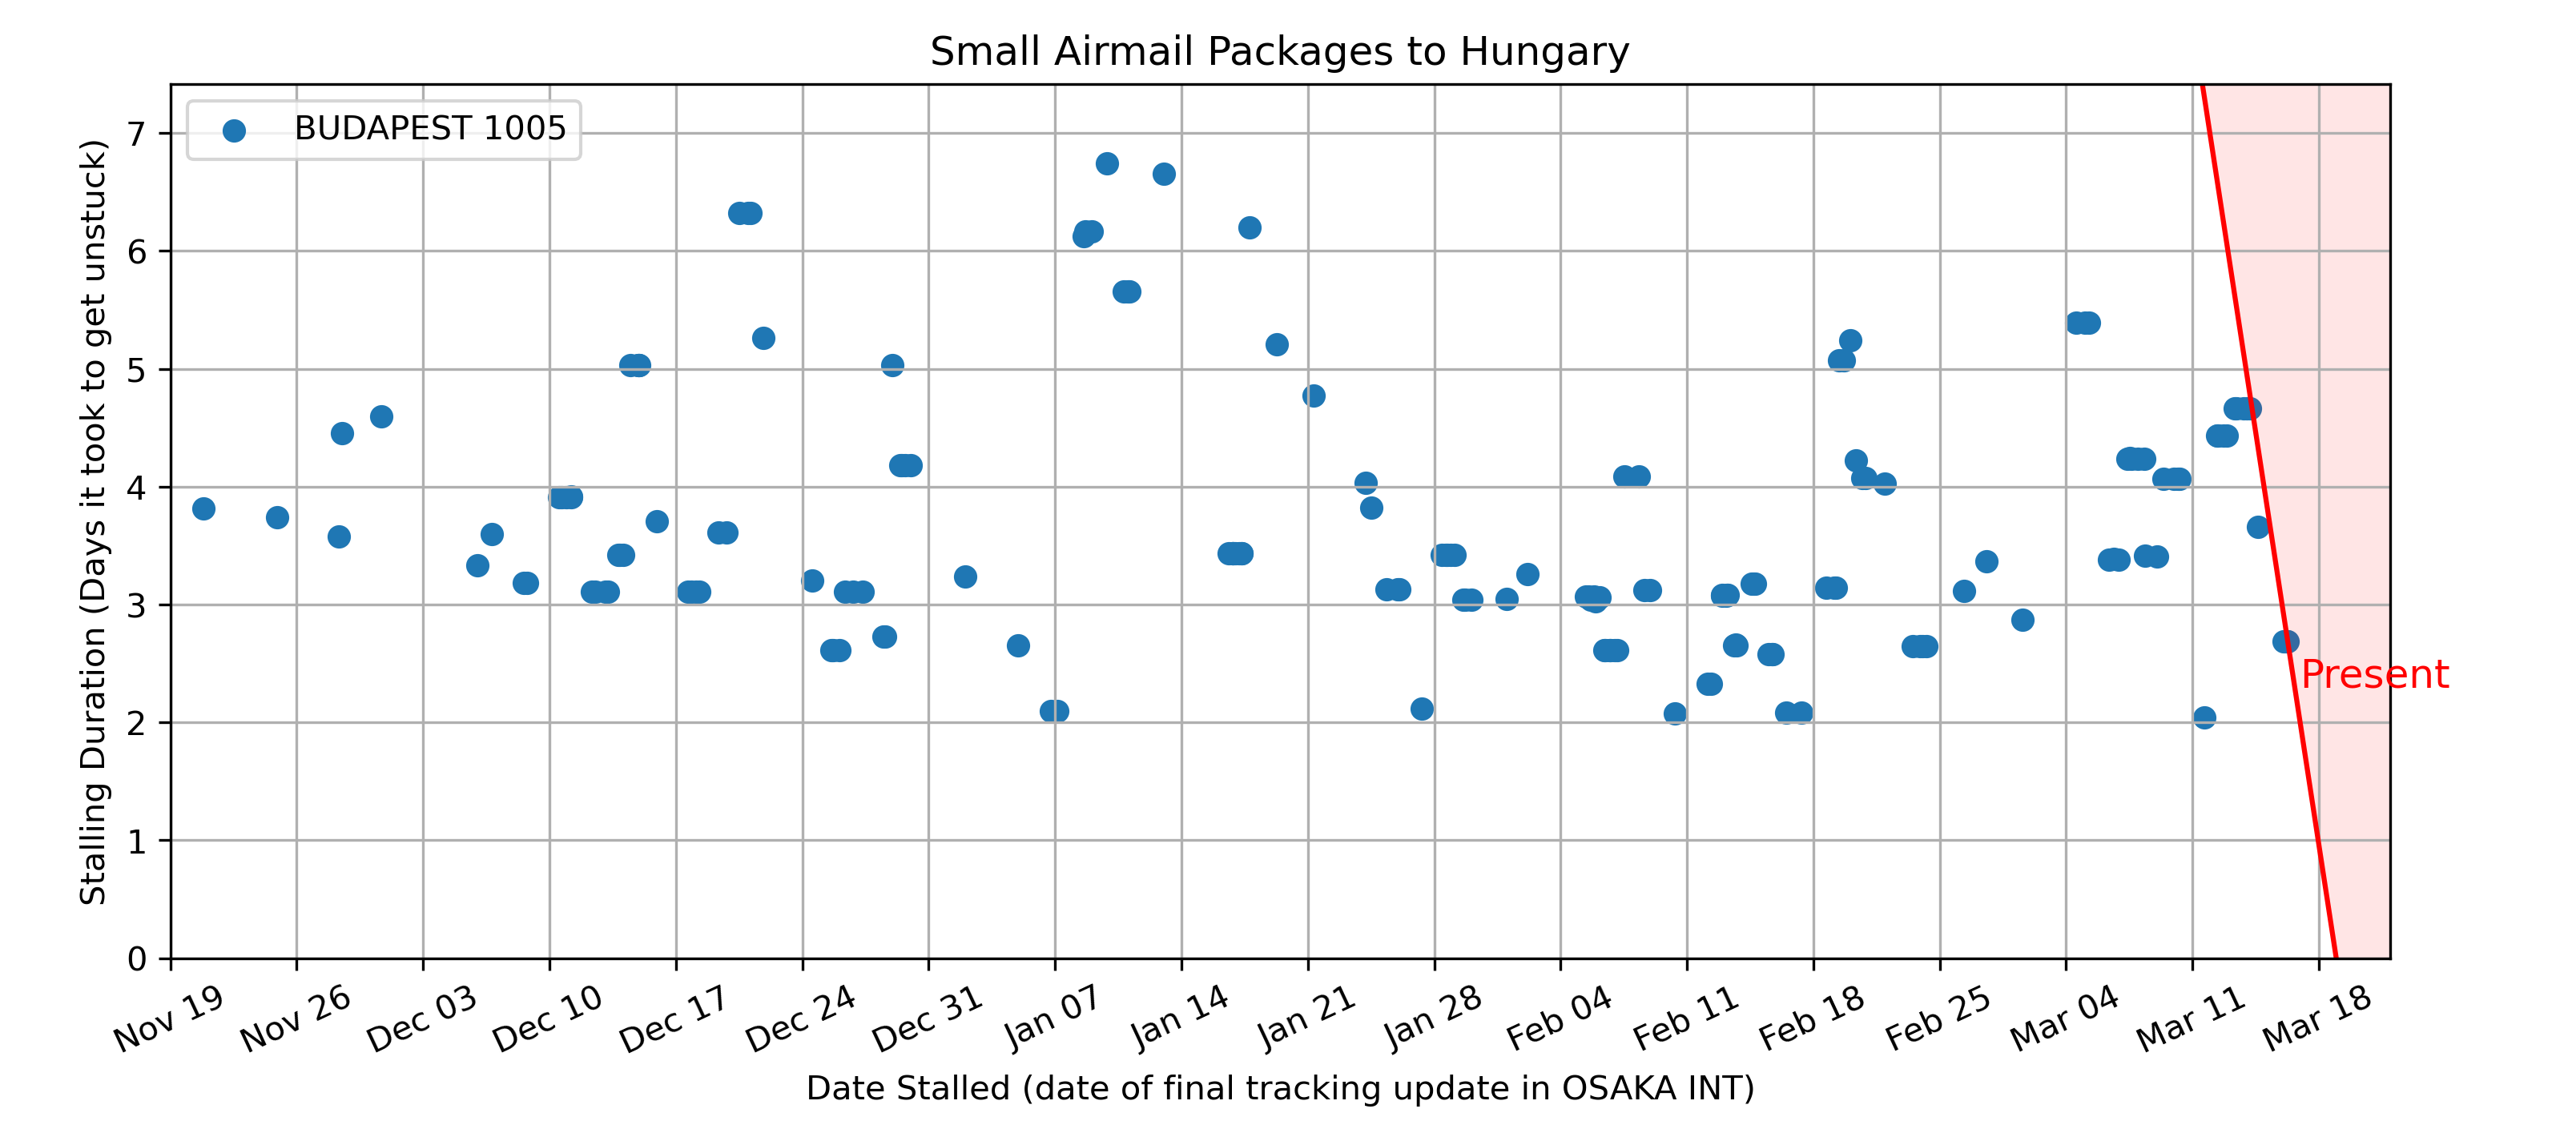 Small Airmail Packages to Hungary
BUDAPEST 1005
Stalling Duration (Days it took to get unstuck)
7
6
5
4
3
2
1
0
Present
Nov 19 Nov 26 Dec 03 Dec 10 Dec 17 Dec 24 Dec 31 Jan 07 Jan 14 Jan 21 Jan 28 Feb 04 Feb 11 Feb 18 Feb 25 Mar 04 Mar 11 Mar 18
Date Stalled (date of final tracking update in OSAKA INT)